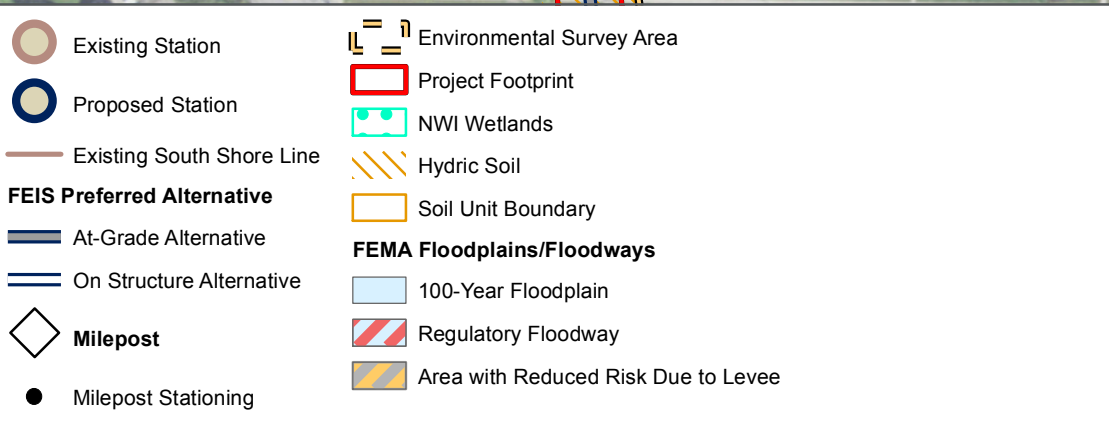 Existing Station
Proposed Station
Existing South Shore Line
FEIS Preferred Alternative
At-Grade Alternative
On Structure Alternative
Milepost
Milepost Stationing
Environmental Survey Area
Project Footprint
NWI Wetlands
Hydric Soil
Soil Unit Boundary
FEMA Floodplains/Floodways
100-Year Floodplain
Regulatory Floodway
Area with Reduced Risk Due to Levee